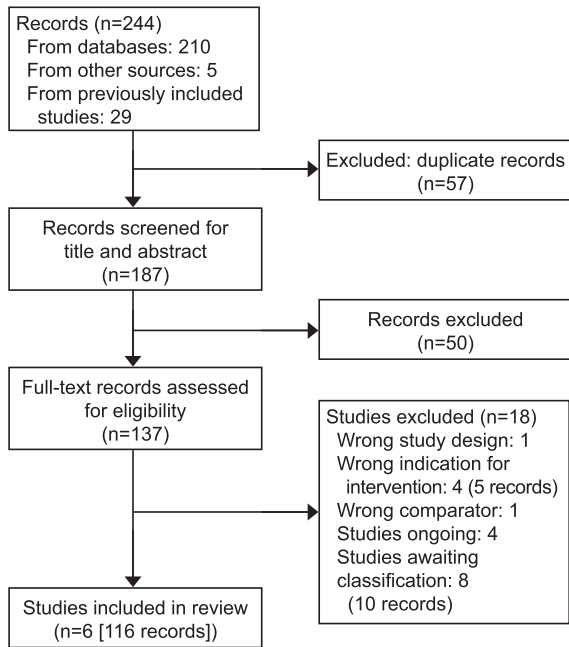 Records (n=244)
From databases: 210
From other sources: 5
From previously included
studies: 29
Excluded: duplicate records
(n=57)
Records screened for
title and abstract
(n=187)
Records excluded
(n=50)
Full-text records assessed
for eligibility
(n=137)
Studies excluded (n=18)
Wrong study design: 1
Wrong indication for
intervention: 4 (5 records)
Wrong comparator: 1
Studies ongoing: 4
Studies awaiting
classification: 8
(10 records)
Studies included in review
(n=6 [116 records])